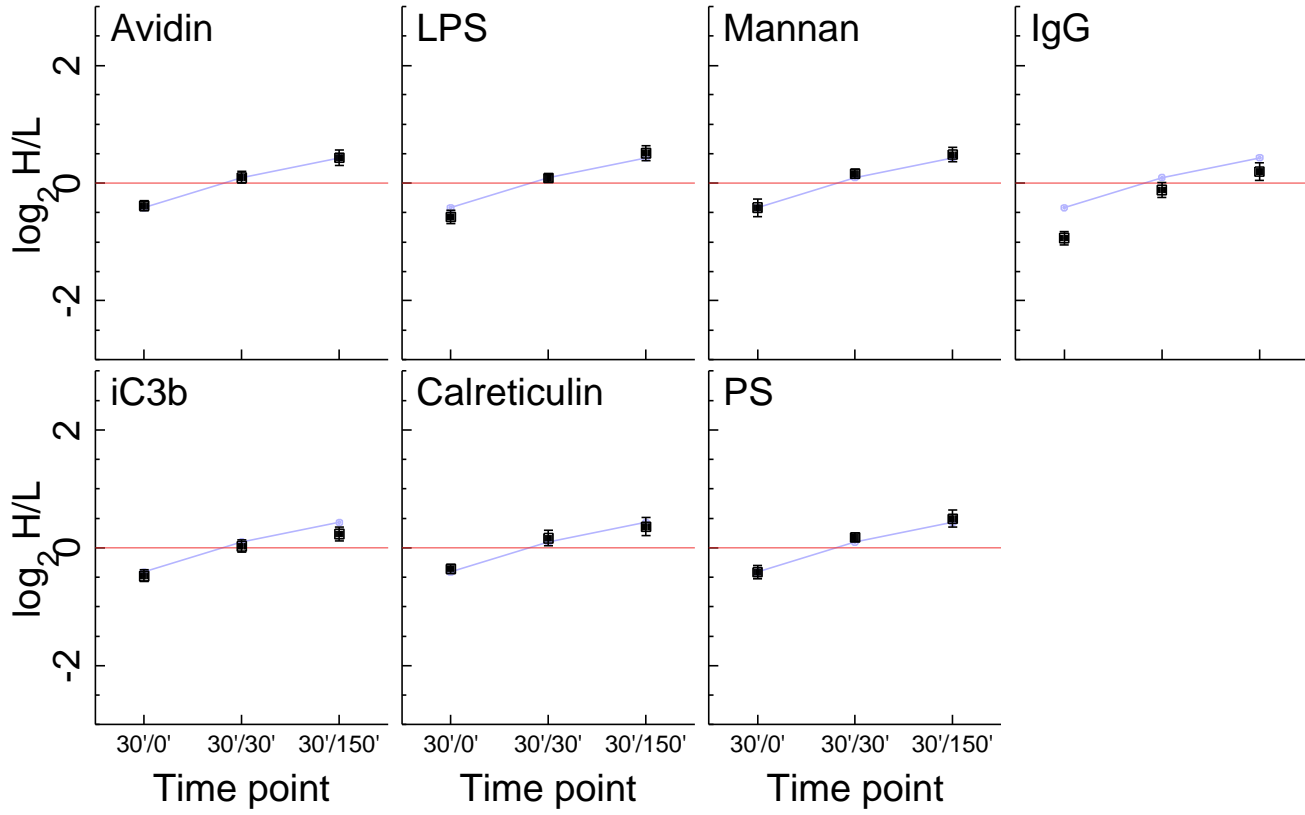 Avidin LPS Mannan IgG
2
0
-2
log2 H/L
iC3b Calreticulin PS
2
0
-2
log2 H/L
30'/0' 30'/30' 30'/150' 30'/0' 30'/30' 30'/150' 30'/0' 30'/30' 30'/150'
Time point Time point Time point